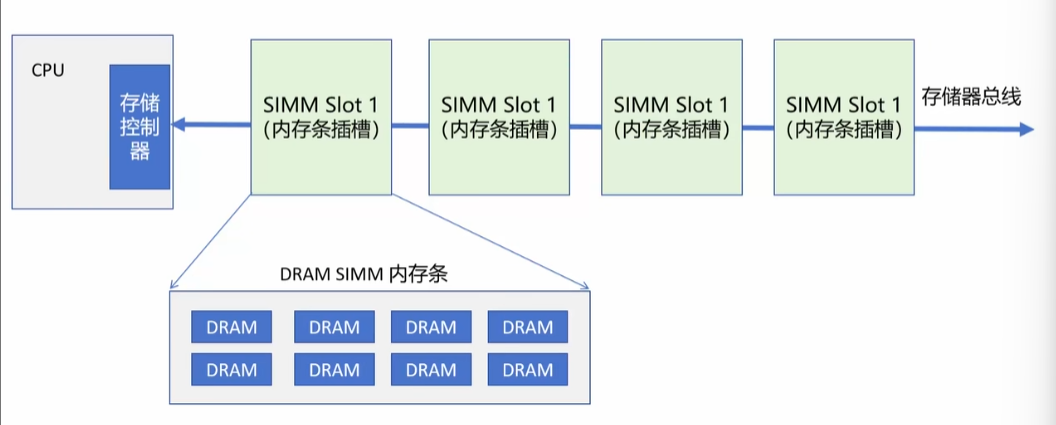 CPU
存储
控制
器
SIMM Slot 1
（内存条插槽）
SIMM Slot 1
（内存条插槽）
SIMM Slot 1
（内存条插槽）
SIMM Slot 1
（内存条插槽）
存储器总线
DRAM SIMM 内存条
DRAM DRAM DRAM DRAM
DRAM DRAM DRAM DRAM